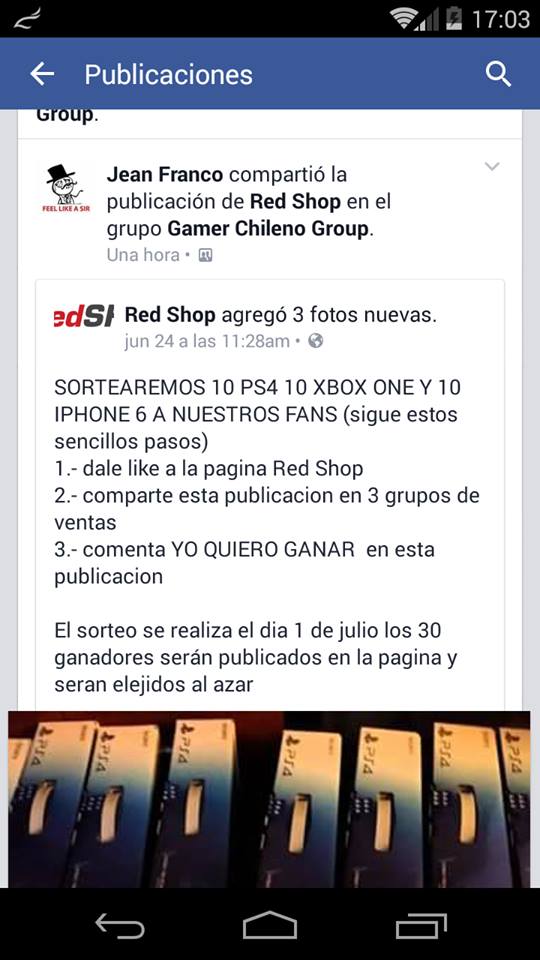 17:03
Publicaciones
Group.
Jean Franco compartió la
publicación de Red Shop en el
grupo Gamer Chileno Group.
Una hora •
FEEL LIKE A SIR
edSH
Red Shop agregó 3 fotos nuevas.
jun 24 a las 11:28am •
SORTEAREMOS 10 PS4 10 XBOX ONE Y 10
IPHONE 6 A NUESTROS FANS (sigue estos
sencillos pasos)
1.- dale like a la pagina Red Shop
2.- comparte esta publicacion en 3 grupos de
ventas
3.- comenta YO QUIERO GANAR  en esta
publicacion
El sorteo se realiza el dia 1 de julio los 30
ganadores serán publicados en la pagina y
seran elejidos al azar
PS4
PS4
PS4
PS4
PS4
PS4
PS4